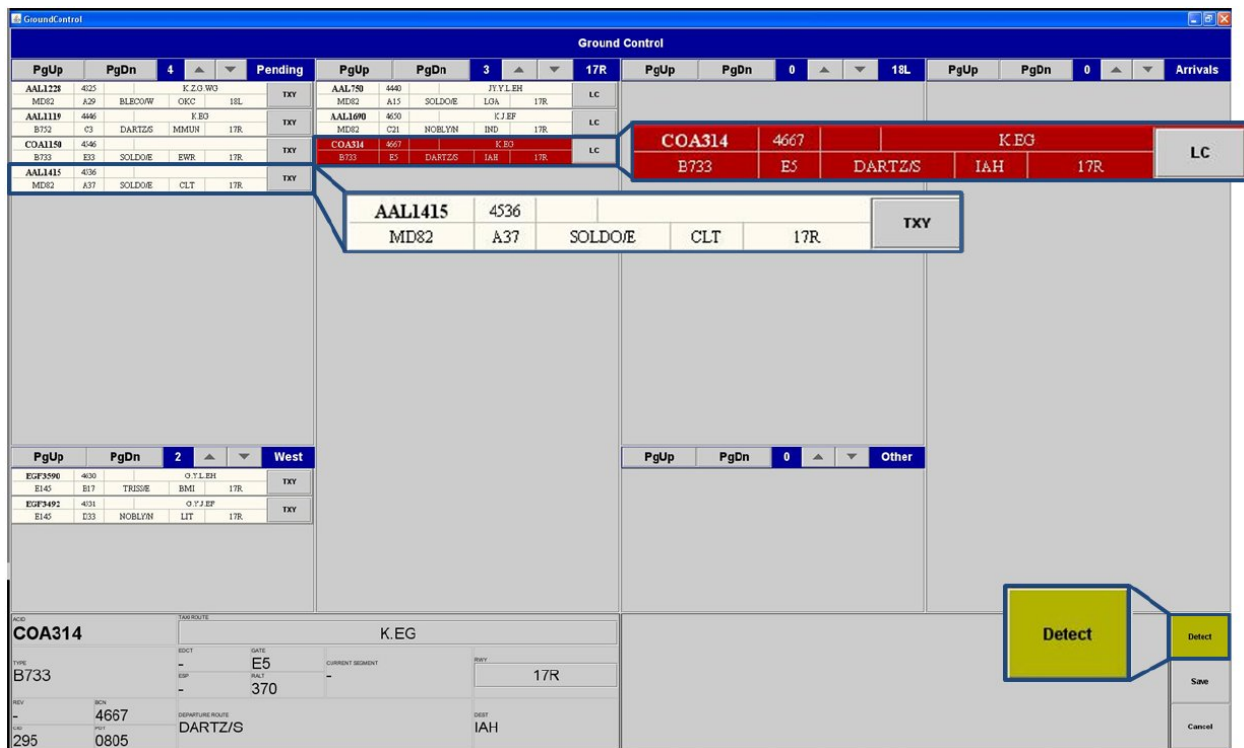 GroundControl
Ground Control
PgUp PgDn 4 Pending PgUp PgDn 3 17R PgUp PgDn 0 18L PgUp PgDn 0 Arrivals
AAL1228 4325 K.Z.G.WG TXY
MD82 A29 BLECO/W OKC 18L
AAL1119 4446 K.EG TXY
B752 C3 DARTZ/S MMUN 17R
COA1150 4546 TXY
B733 E33 SOLDO/E EWR 17R
AAL1415 4536 TXY
MD82 A37 SOLDO/E CLT 17R
AAL750 4440 JY.Y.L.EH LC
MD82 A15 SOLDO/E LGA 17R
AAL1690 4650 K.J.EF LC
MD82 C21 NOBLY/N IND 17R
COA314 4667 K.EG LC
B733 E5 DARTZ/S IAH 17R
COA314 4667 K.EG LC
B733 E5 DARTZ/S IAH 17R
AAL1415 4536 TXY
MD82 A37 SOLDO/E CLT 17R
PgUp PgDn 2 West PgUp PgDn 0 Other
EGF3590 4630 G.Y.L.EH TXY
E145 B17 TRISS/E BMI 17R
EGF3492 4331 G.Y.J.EF TXY
E145 D33 NOBLY/N LIT 17R
ACID TAXI ROUTE
COA314 K.EG
TYPE EDCT GATE CURRENT SEGMENT RWY
B733 - E5 - 17R
ESP RALT
- 370
REV BCN DEPARTURE ROUTE DEST
- 4667 DARTZ/S IAH
295 0805
Detect
Detect
Save
Cancel